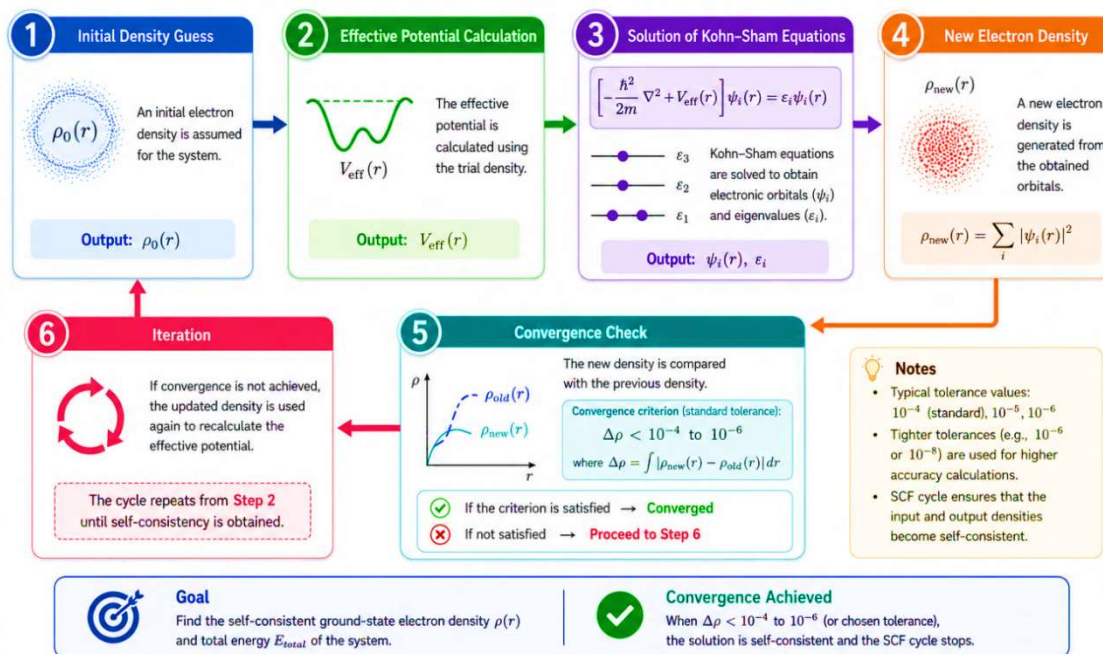 1 Initial Density Guess
ρ₀(r)
An initial electron
density is assumed
for the system.
Output: ρ₀(r)
2 Effective Potential Calculation
V_eff(r)
The effective
potential is
calculated using
the trial density.
Output: V_eff(r)
3 Solution of Kohn–Sham Equations
[-ħ²/2m ∇² + V_eff(r)] ψᵢ(r) = εᵢψᵢ(r)
ε₃
ε₂
ε₁
Kohn–Sham equations
are solved to obtain
electronic orbitals (ψᵢ)
and eigenvalues (εᵢ).
Output: ψᵢ(r), εᵢ
4 New Electron Density
ρ_new(r)
A new electron
density is
generated from
the obtained
orbitals.
ρ_new(r) = ∑ᵢ |ψᵢ(r)|²
6 Iteration
If convergence is not achieved,
the updated density is used
again to recalculate the
effective potential.
The cycle repeats from Step 2
until self-consistency is obtained.
5 Convergence Check
ρ
ρ_old(r)
ρ_new(r)
r
The new density is compared
with the previous density.
Convergence criterion (standard tolerance):
Δρ < 10⁻⁴ to 10⁻⁶
where Δρ = ∫ |ρ_new(r) − ρ_old(r)| dr
If the criterion is satisfied → Converged
If not satisfied → Proceed to Step 6
Notes
• Typical tolerance values:
10⁻⁴ (standard), 10⁻⁵, 10⁻⁶
• Tighter tolerances (e.g., 10⁻⁶
or 10⁻⁸) are used for higher
accuracy calculations.
• SCF cycle ensures that the
input and output densities
become self-consistent.
Goal
Find the self-consistent ground-state electron density ρ(r)
and total energy E_total of the system.
Convergence Achieved
When Δρ < 10⁻⁴ to 10⁻⁶ (or chosen tolerance),
the solution is self-consistent and the SCF cycle stops.